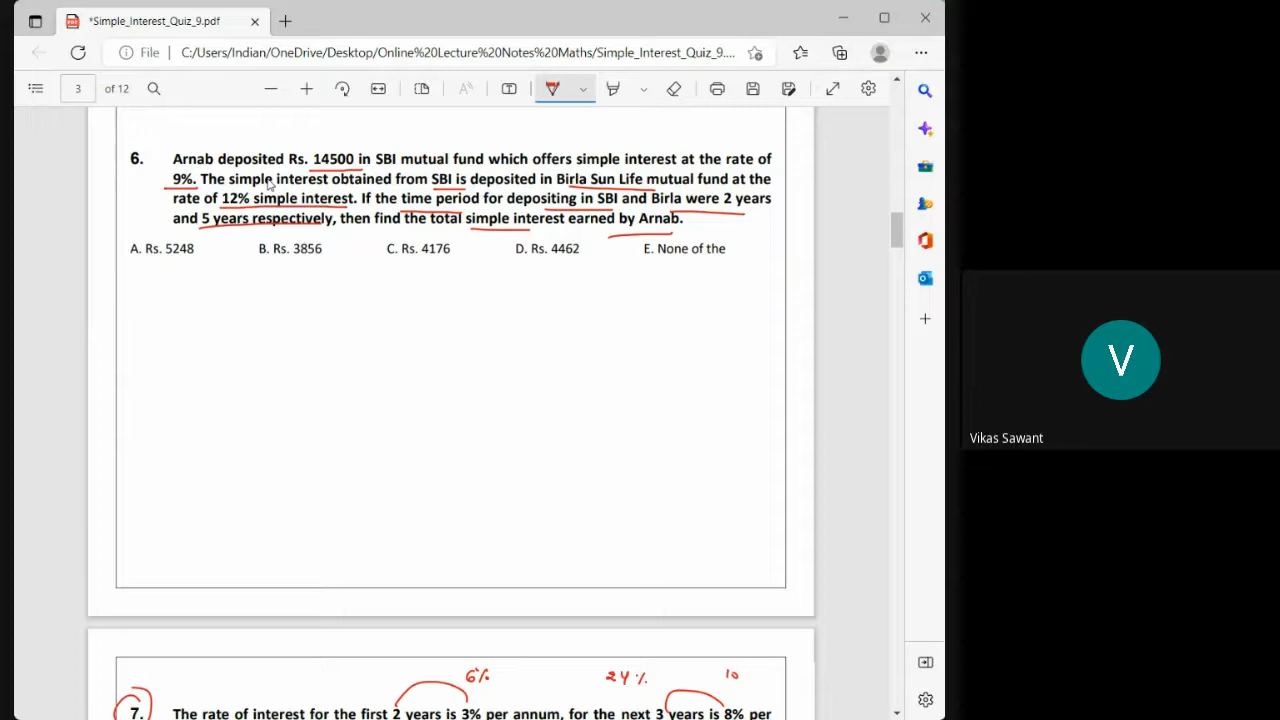 *Simple_Interest_Quiz_9.pdf
File
C:/Users/Indian/OneDrive/Desktop/Online%20Lecture%20Notes%20Maths/Simple_Interest_Quiz_9....
3 of 12
6. Arnab deposited Rs. 14500 in SBI mutual fund which offers simple interest at the rate of
9%. The simple interest obtained from SBI is deposited in Birla Sun Life mutual fund at the
rate of 12% simple interest. If the time period for depositing in SBI and Birla were 2 years
and 5 years respectively, then find the total simple interest earned by Arnab.
A. Rs. 5248 B. Rs. 3856 C. Rs. 4176 D. Rs. 4462 E. None of the
V
Vikas Sawant
6% 24% 10
7. The rate of interest for the first 2 years is 3% per annum, for the next 3 years is 8% per